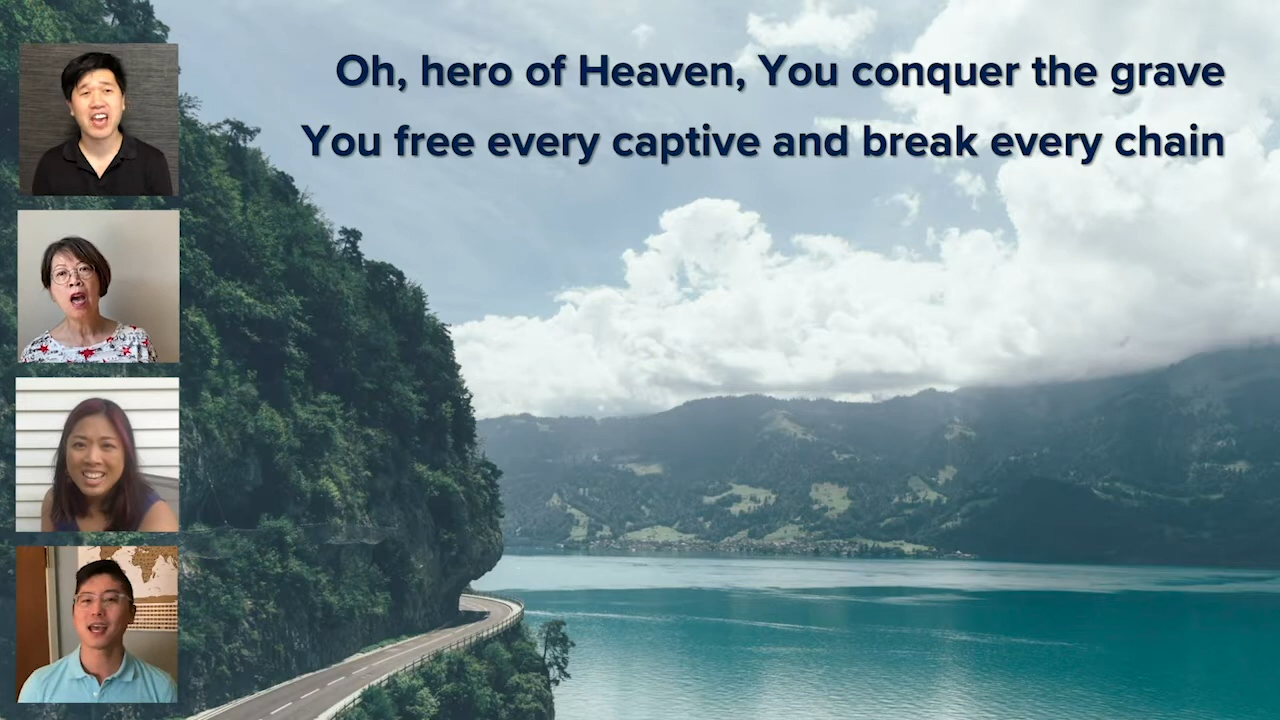 Oh, hero of Heaven, You conquer the grave
You free every captive and break every chain